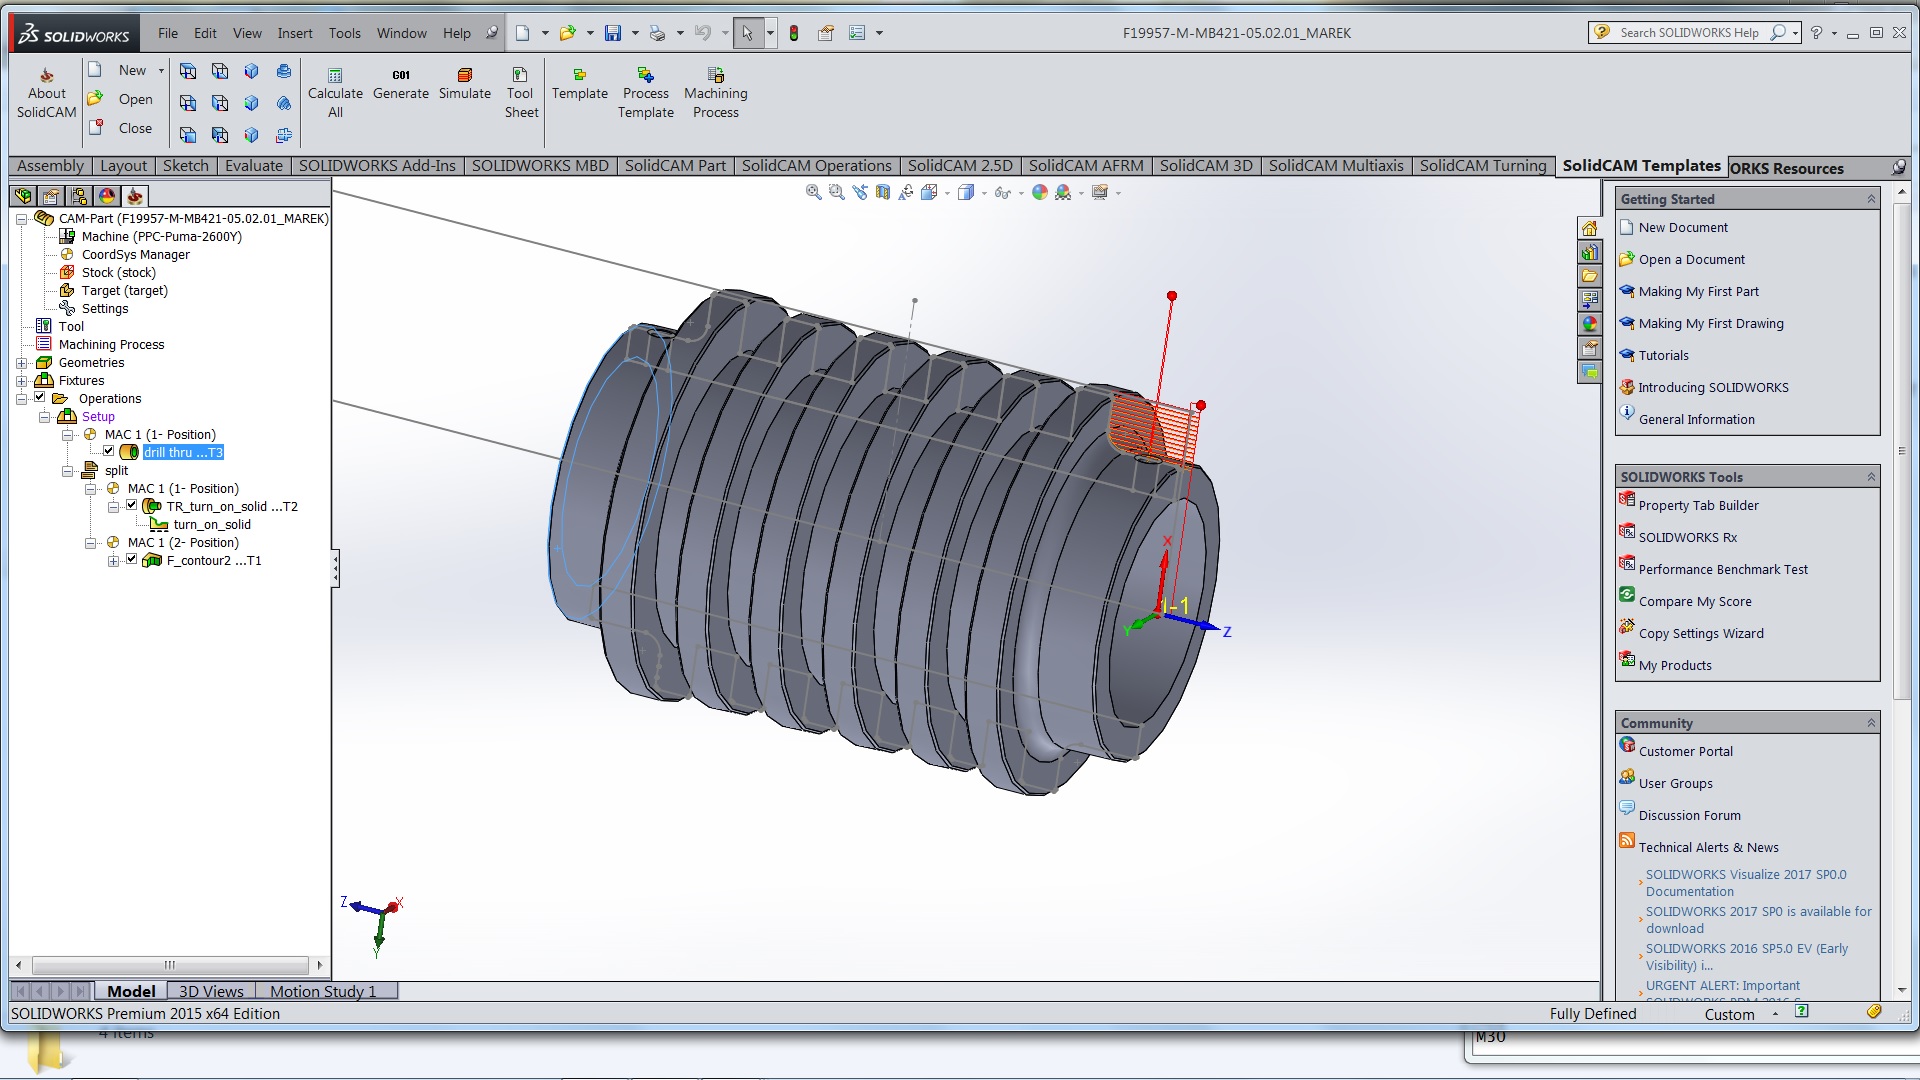 SOLIDWORKS File Edit View Insert Tools Window Help F19957-M-MB421-05.02.01_MAREK Search SOLIDWORKS Help
About SolidCAM
New
Open
Close
Calculate All
G01
Generate
Simulate
Tool Sheet
Template
Process Template
Machining Process
Assembly Layout Sketch Evaluate SOLIDWORKS Add-Ins SOLIDWORKS MBD SolidCAM Part SolidCAM Operations SolidCAM 2.5D SolidCAM AFRM SolidCAM 3D SolidCAM Multiaxis SolidCAM Turning SolidCAM Templates ORKS Resources
CAM-Part (F19957-M-MB421-05.02.01_MAREK)
Machine (PPC-Puma-2600Y)
CoordSys Manager
Stock (stock)
Target (target)
Settings
Tool
Machining Process
Geometries
Fixtures
Operations
Setup
MAC 1 (1- Position)
drill thru ...T3
split
MAC 1 (1- Position)
TR_turn_on_solid ...T2
turn_on_solid
MAC 1 (2- Position)
F_contour2 ...T1
X
1-1
Y
Z
Z
X
Y
Getting Started
New Document
Open a Document
Making My First Part
Making My First Drawing
Tutorials
Introducing SOLIDWORKS
General Information
SOLIDWORKS Tools
Property Tab Builder
SOLIDWORKS Rx
Performance Benchmark Test
Compare My Score
Copy Settings Wizard
My Products
Community
Customer Portal
User Groups
Discussion Forum
Technical Alerts & News
SOLIDWORKS Visualize 2017 SP0.0
Documentation
SOLIDWORKS 2017 SP0 is available for
download
SOLIDWORKS 2016 SP5.0 EV (Early
Visibility) i...
URGENT ALERT: Important
Model 3D Views Motion Study 1
SOLIDWORKS Premium 2015 x64 Edition Fully Defined Custom
4 items
M30